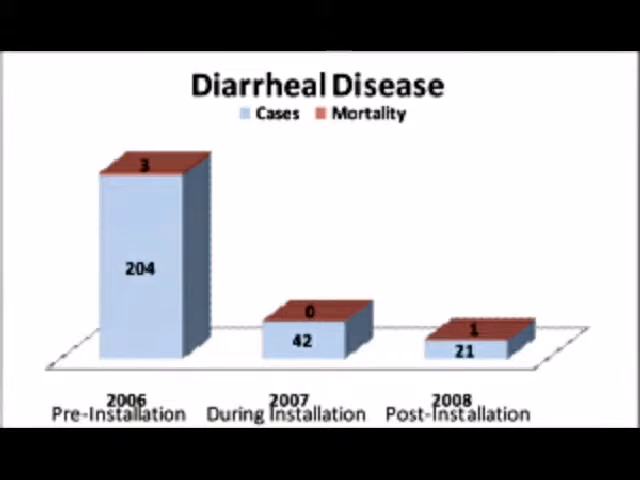 Diarrheal Disease
Cases Mortality
3
204
0
42
1
21
2006 2007 2008
Pre-Installation During Installation Post-Installation